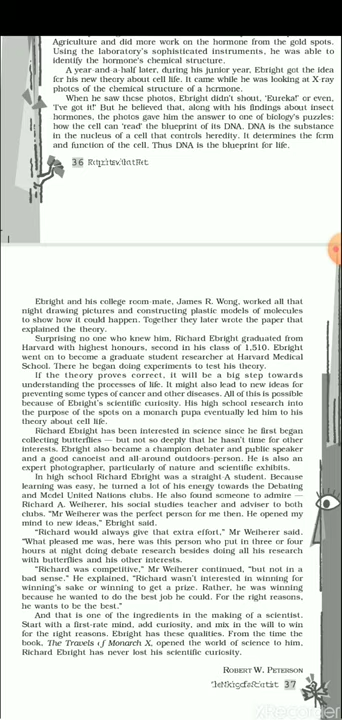 Agriculture and did more work on the hormone from the gold spots.
Using the laboratory's sophisticated instruments, he was able to
identify the hormone's chemical structure.
A year-and-a-half later, during his junior year, Ebright got the idea
for his new theory about cell life. It came while he was looking at X-ray
photos of the chemical structure of a hormone.
When he saw those photos, Ebright didn't shout, 'Eureka!' or even,
'I've got it!' But he believed that, along with his findings about insect
hormones, the photos gave him the answer to one of biology's puzzles:
how the cell can 'read' the blueprint of its DNA. DNA is the substance
in the nucleus of a cell that controls heredity. It determines the form
and function of the cell. Thus DNA is the blueprint for life.
36
Ebright and his college room-mate, James R. Wong, worked all that
night drawing pictures and constructing plastic models of molecules
to show how it could happen. Together they later wrote the paper that
explained the theory.
Surprising no one who knew him, Richard Ebright graduated from
Harvard with highest honours, second in his class of 1,510. Ebright
went on to become a graduate student researcher at Harvard Medical
School. There he began doing experiments to test his theory.
If the theory proves correct, it will be a big step towards
understanding the processes of life. It might also lead to new ideas for
preventing some types of cancer and other diseases. All of this is possible
because of Ebright's scientific curiosity. His high school research into
the purpose of the spots on a monarch pupa eventually led him to his
theory about cell life.
Richard Ebright has been interested in science since he first began
collecting butterflies — but not so deeply that he hasn't time for other
interests. Ebright also became a champion debater and public speaker
and a good canoeist and all-around outdoors-person. He is also an
expert photographer, particularly of nature and scientific exhibits.
In high school Richard Ebright was a straight-A student. Because
learning was easy, he turned a lot of his energy towards the Debating
and Model United Nations clubs. He also found someone to admire —
Richard A. Weiherer, his social studies teacher and adviser to both
clubs. "Mr Weiherer was the perfect person for me then. He opened my
mind to new ideas," Ebright said.
"Richard would always give that extra effort," Mr Weiherer said.
"What pleased me was, here was this person who put in three or four
hours at night doing debate research besides doing all his research
with butterflies and his other interests.
"Richard was competitive," Mr Weiherer continued, "but not in a
bad sense." He explained, "Richard wasn't interested in winning for
winning's sake or winning to get a prize. Rather, he was winning
because he wanted to do the best job he could. For the right reasons,
he wants to be the best."
And that is one of the ingredients in the making of a scientist.
Start with a first-rate mind, add curiosity, and mix in the will to win
for the right reasons. Ebright has these qualities. From the time the
book, The Travels of Monarch X, opened the world of science to him,
Richard Ebright has never lost his scientific curiosity.
ROBERT W. PETERSON
37